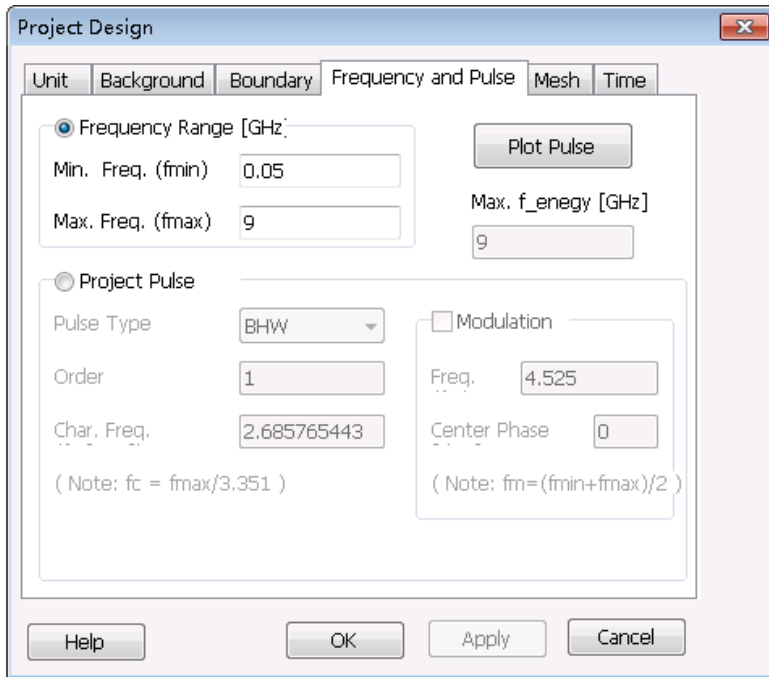 Project Design
Unit Background Boundary Frequency and Pulse Mesh Time
Frequency Range [GHz]
Plot Pulse
Min. Freq. (fmin) 0.05
Max. f_enegy [GHz]
Max. Freq. (fmax) 9
9
Project Pulse
Pulse Type BHW
Modulation
Order 1
Freq. 4.525
Char. Freq. 2.685765443
Center Phase 0
( Note: fc = fmax/3.351 )
( Note: fm=(fmin+fmax)/2 )
Help OK Apply Cancel